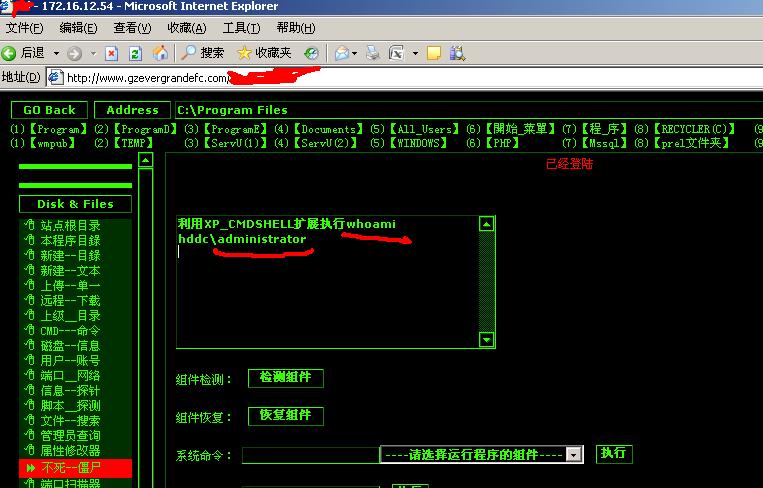 - 172.16.12.54 - Microsoft Internet Explorer
文件(F) 编辑(E) 查看(V) 收藏(A) 工具(T) 帮助(H)
后退 搜索 收藏夹
地址(D) http://www.gzevergrandefc.com/
GO Back Address C:\Program Files
(1)【Program】 (2)【ProgramD】 (3)【ProgramE】 (4)【Documents】 (5)【All_Users】 (6)【開始_菜單】 (7)【程_序】 (8)【RECYCLER(C)】
(1)【wmpub】 (2)【TEMP】 (3)【ServU(1)】 (4)【ServU(2)】 (5)【WINDOWS】 (6)【PHP】 (7)【Mssql】 (8)【prel文件夹】
已经登陆
Disk & Files
站点根目录
本程序目録
新建--目録
新建--文本
上傳--单一
远程--下载
上级__目录
CMD---命令
磁盘--信息
用户--账号
端口__网络
信息--探针
脚本__探测
文件--搜索
管理员查询
属性修改器
不死--僵尸
端口扫描器
利用XP_CMDSHELL扩展执行whoami
hddc\administrator
组件检测： 检测组件
组件恢复： 恢复组件
系统命令： ----请选择运行程序的组件---- 执行
执行